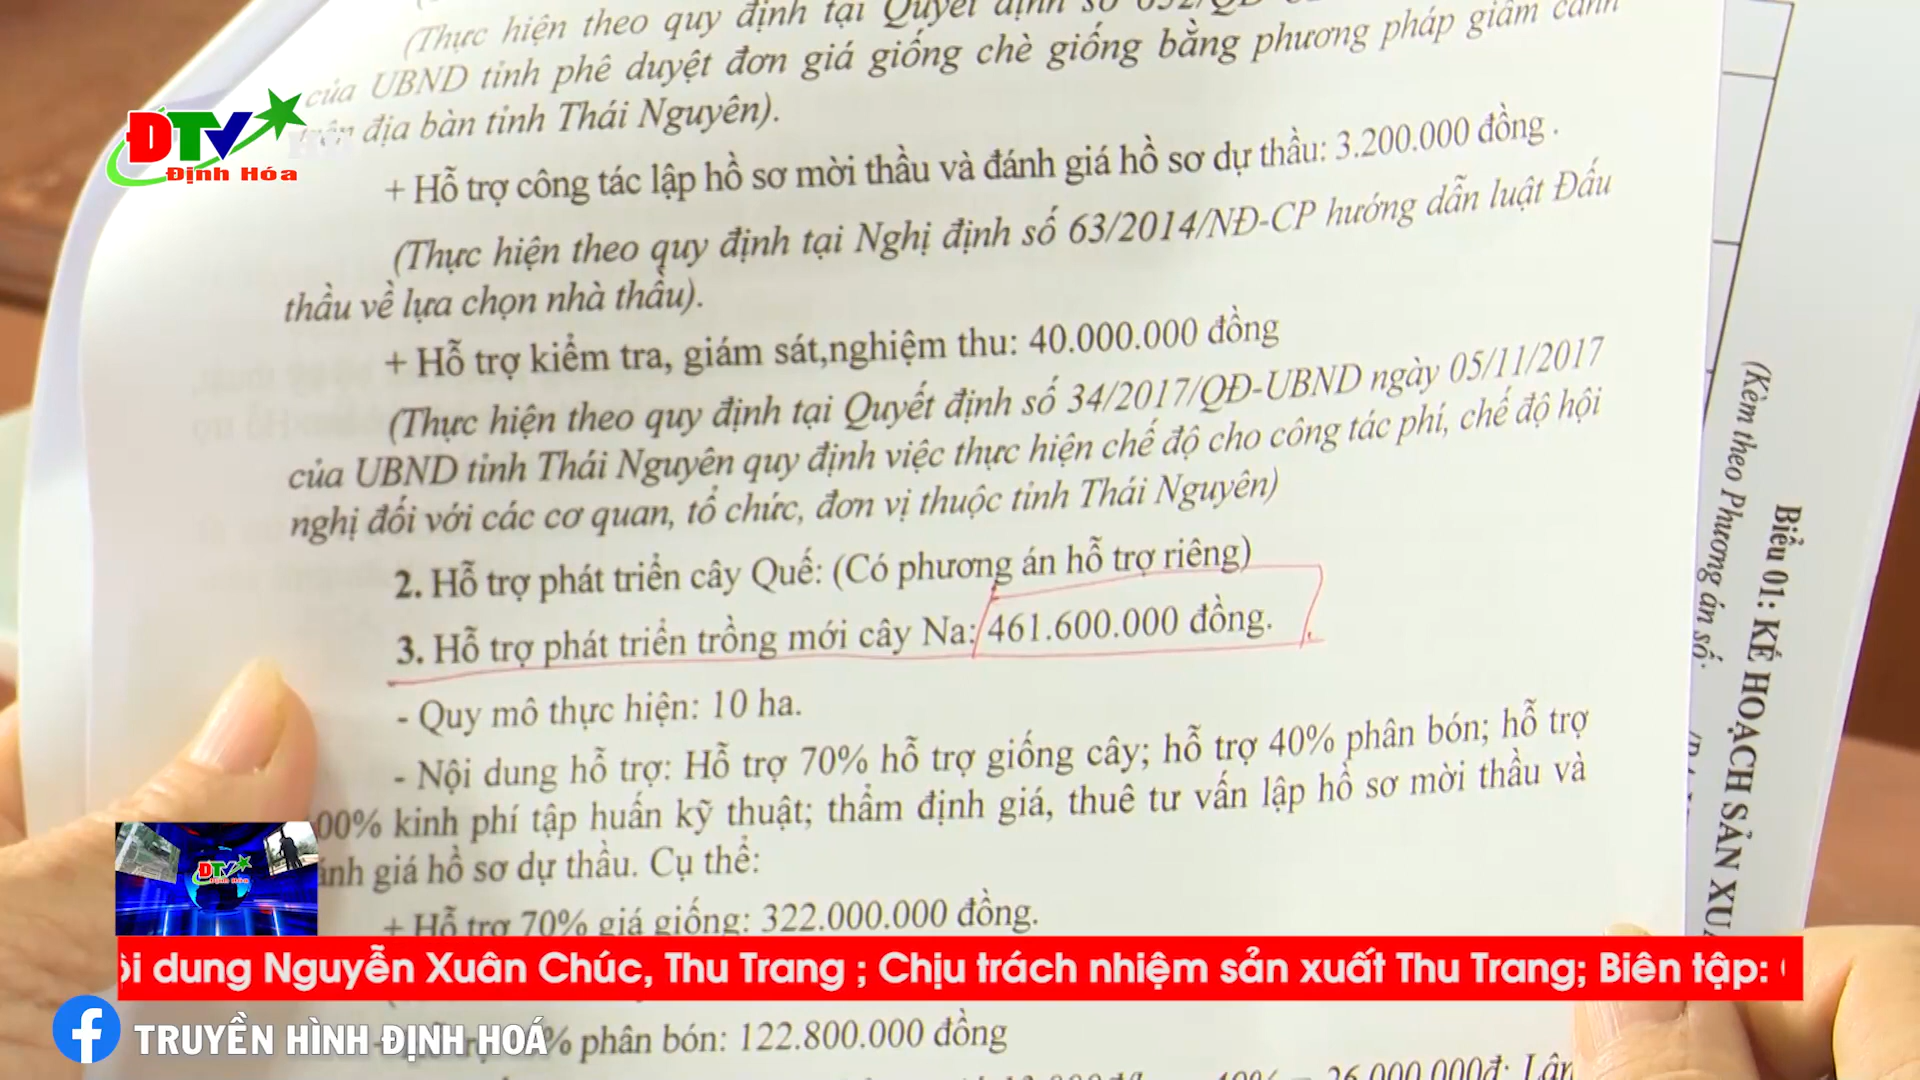 (Thực hiện theo quy định tại Quyết định số
của UBND tỉnh phê duyệt đơn giá giống chè giống bằng phương pháp giâm cành
địa bàn tỉnh Thái Nguyên).
+ Hỗ trợ công tác lập hồ sơ mời thầu và đánh giá hồ sơ dự thầu: 3.200.000 đồng .
(Thực hiện theo quy định tại Nghị định số 63/2014/NĐ-CP hướng dẫn luật Đấu
thầu về lựa chọn nhà thầu).
+ Hỗ trợ kiểm tra, giám sát,nghiệm thu: 40.000.000 đồng
(Thực hiện theo quy định tại Quyết định số 34/2017/QĐ-UBND ngày 05/11/2017
của UBND tỉnh Thái Nguyên quy định việc thực hiện chế độ cho công tác phí, chế độ hội
nghị đối với các cơ quan, tổ chức, đơn vị thuộc tỉnh Thái Nguyên)
2. Hỗ trợ phát triển cây Quế: (Có phương án hỗ trợ riêng)
3. Hỗ trợ phát triển trồng mới cây Na: 461.600.000 đồng.
- Quy mô thực hiện: 10 ha.
- Nội dung hỗ trợ: Hỗ trợ 70% hỗ trợ giống cây; hỗ trợ 40% phân bón; hỗ trợ
00% kinh phí tập huấn kỹ thuật; thẩm định giá, thuê tư vấn lập hồ sơ mời thầu và
ánh giá hồ sơ dự thầu. Cụ thể:
+ Hỗ trợ 70% giá giống: 322.000.000 đồng.
% phân bón: 122.800.000 đồng
40% = 26.000.000đ; Lân
Biểu 01: KẾ HOẠCH SẢN XU
(Kèm theo Phương án số:
ĐTV
Định Hóa
ĐTV
Định Hóa
ội dung Nguyễn Xuân Chúc, Thu Trang ; Chịu trách nhiệm sản xuất Thu Trang; Biên tập:
f TRUYỀN HÌNH ĐỊNH HOÁ